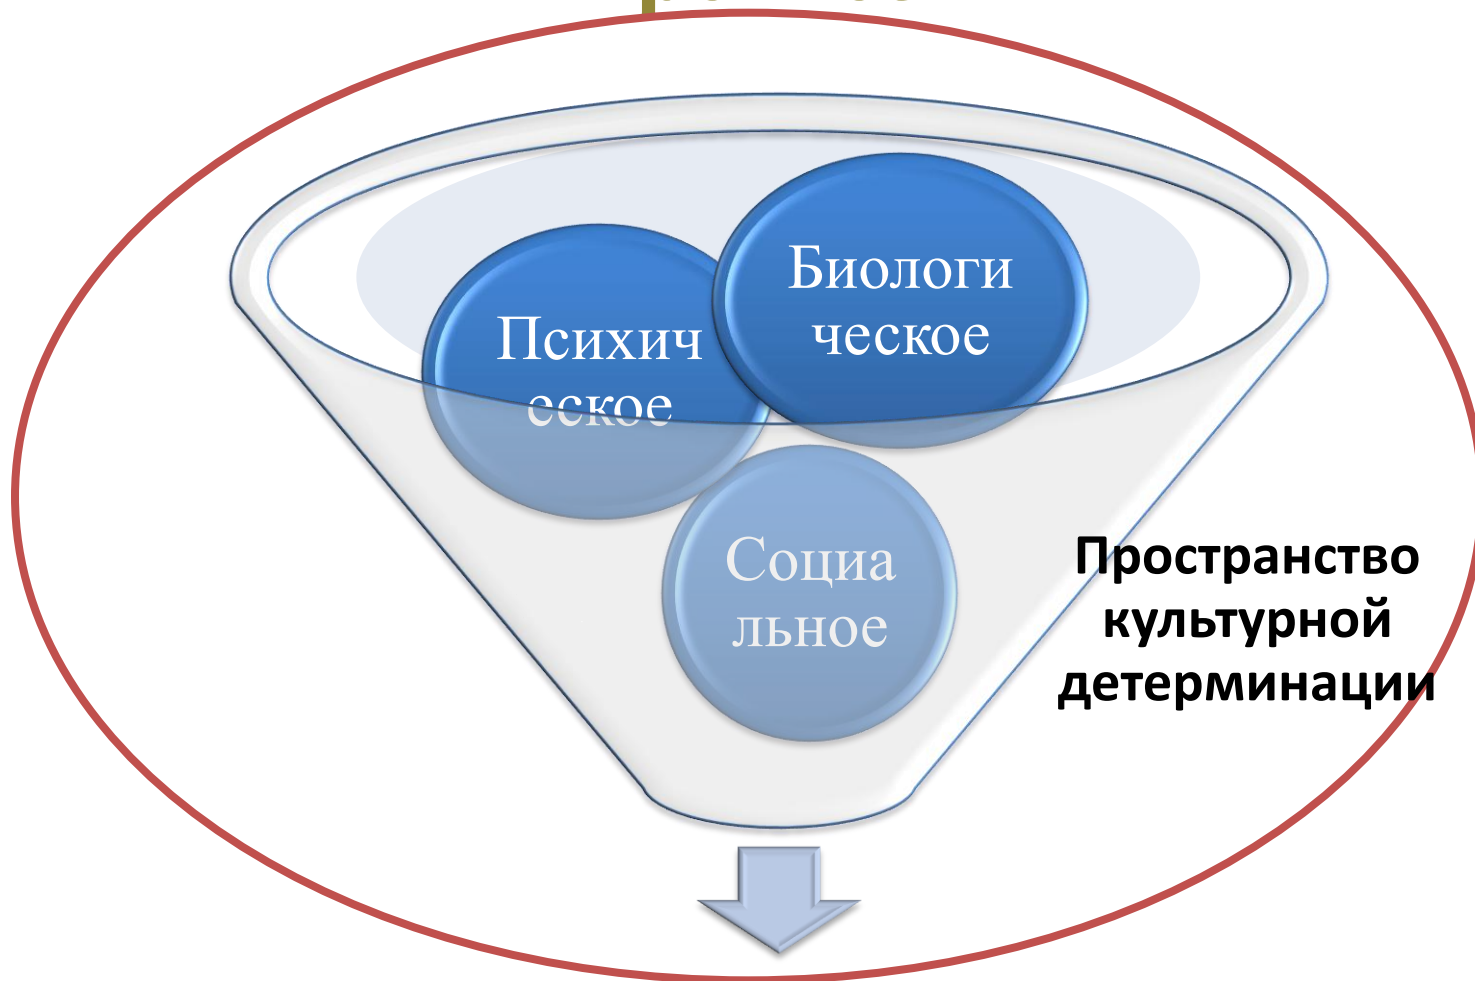 Биологи
ческое
Психич
еское
Социа
льное
Пространство
культурной
детерминации